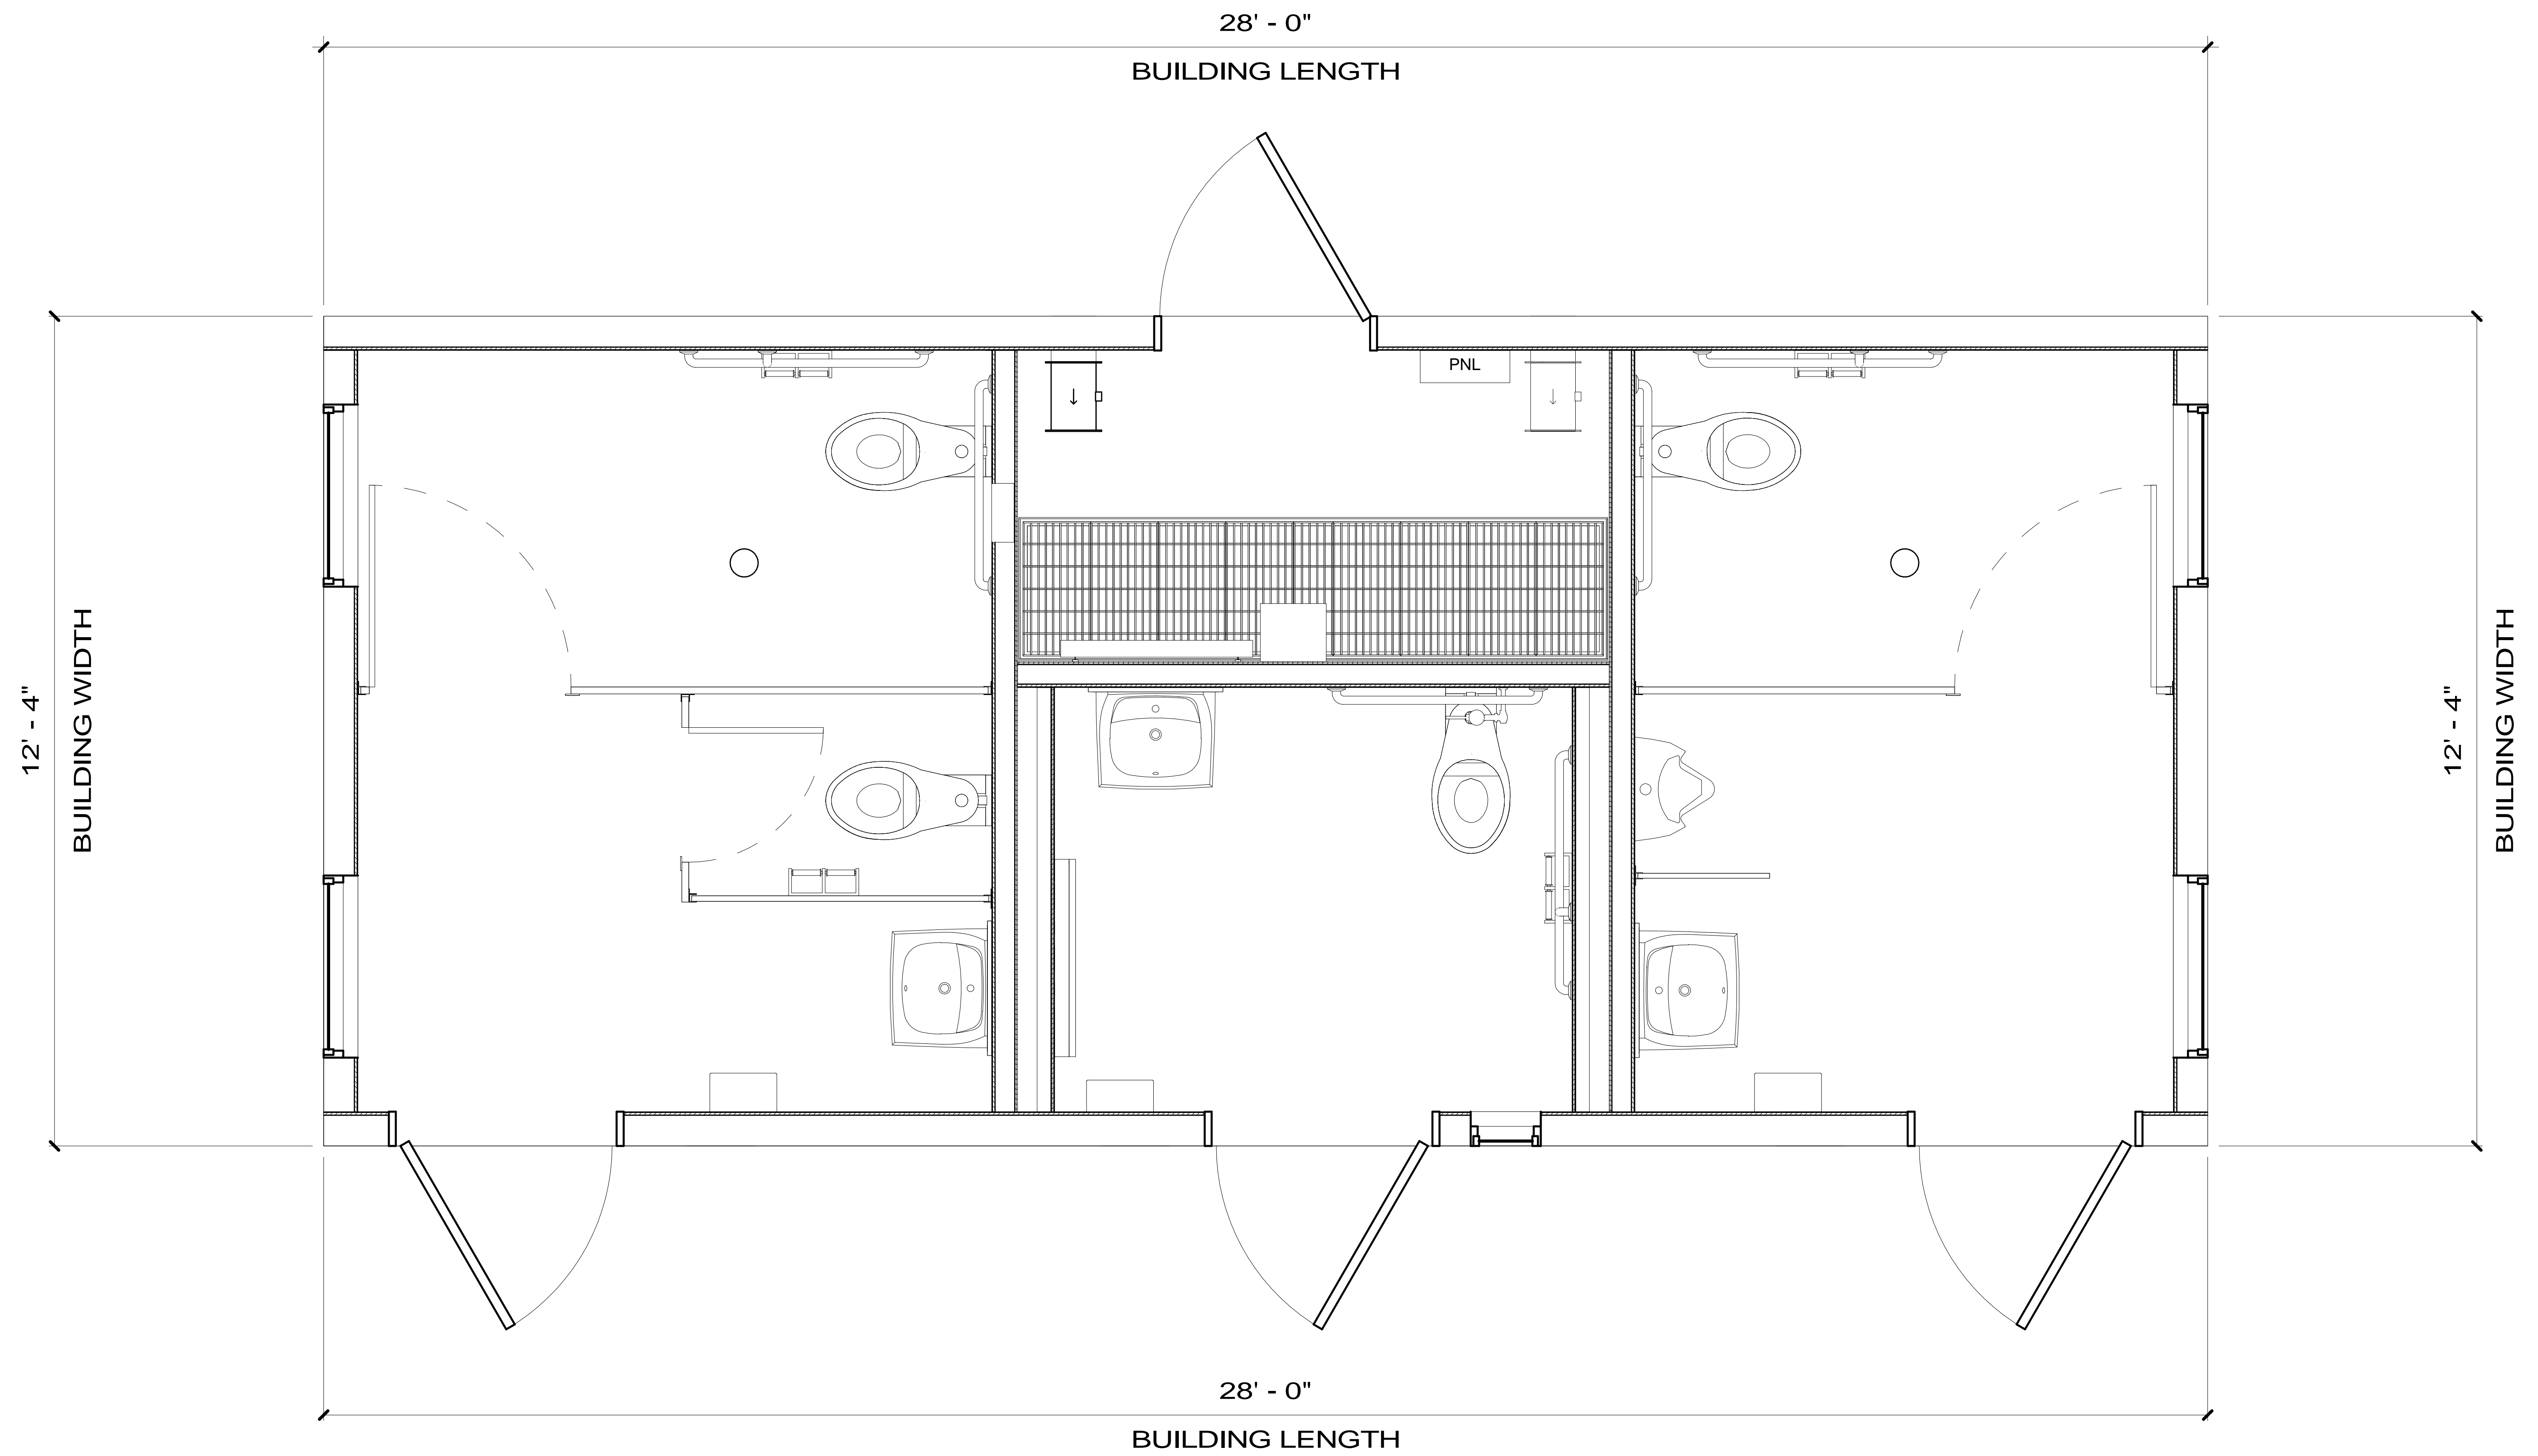 28' - 0"
BUILDING LENGTH
PNL
12' - 4"
BUILDING WIDTH
12' - 4"
BUILDING WIDTH
28' - 0"
BUILDING LENGTH